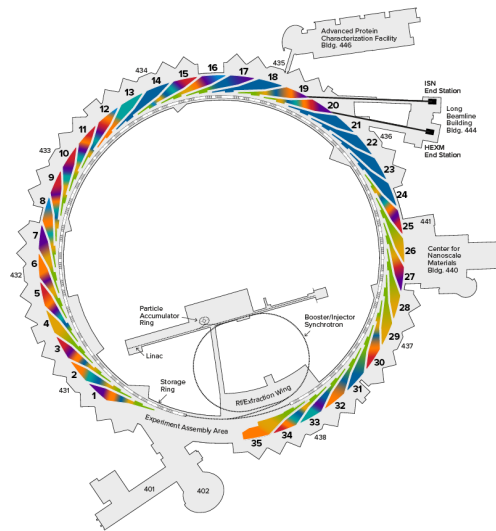 Advanced Protein
Characterization Facility
Bldg. 446
435
434
16
17
15
18
14
19
ISN
End Station
13
20
12
Long
Beamline
Building
Bldg. 444
21
11
436
22
HEXM
End Station
433
10
23
9
24
8
25
441
7
26
Center for
Nanoscale
Materials
Bldg. 440
432
6
27
5
28
Particle
Accumulator
Ring
Booster/Injector
Synchrotron
4
29
437
3
Linac
30
2
31
431
1
Storage
Ring
Rf/Extraction Wing
32
33
Experiment Assembly Area
34
438
35
401
402